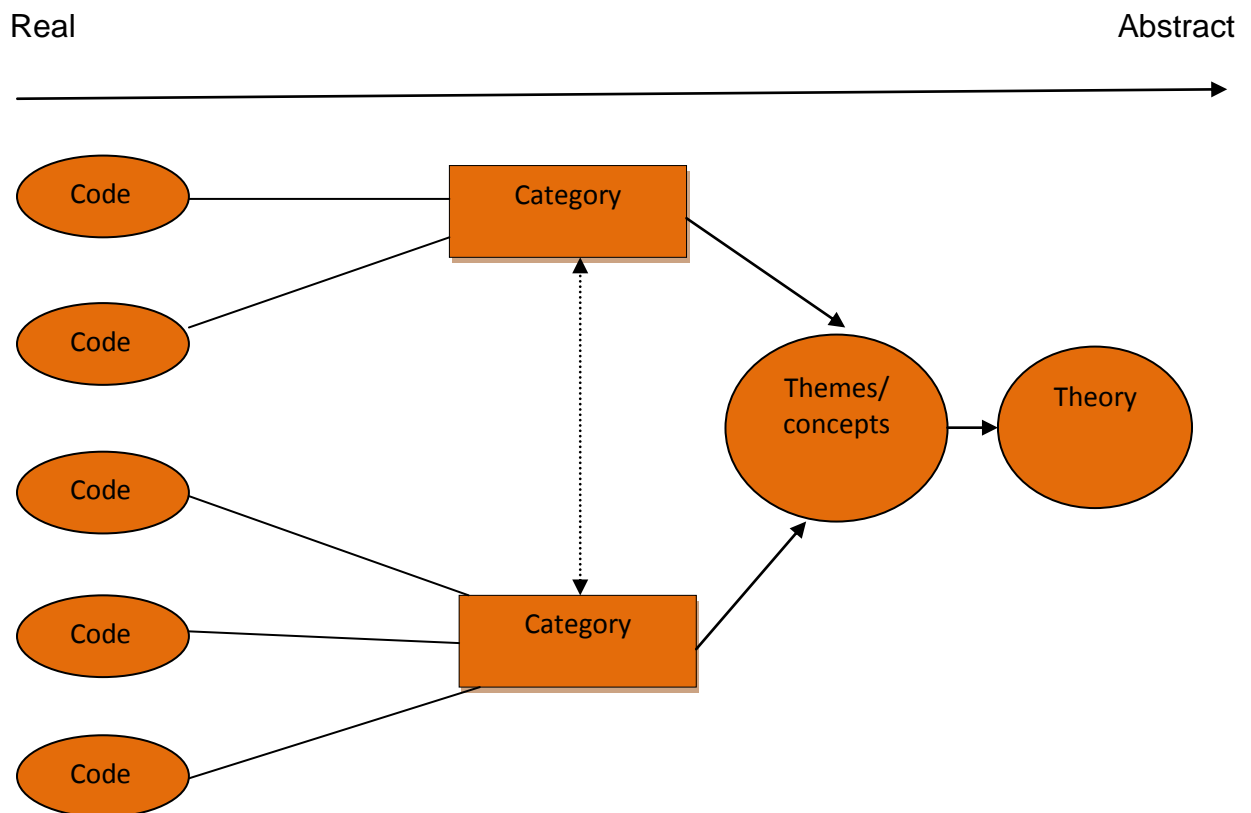 Real
Abstract
Code
Category
Code
Themes/
concepts
Theory
Code
Category
Code
Code